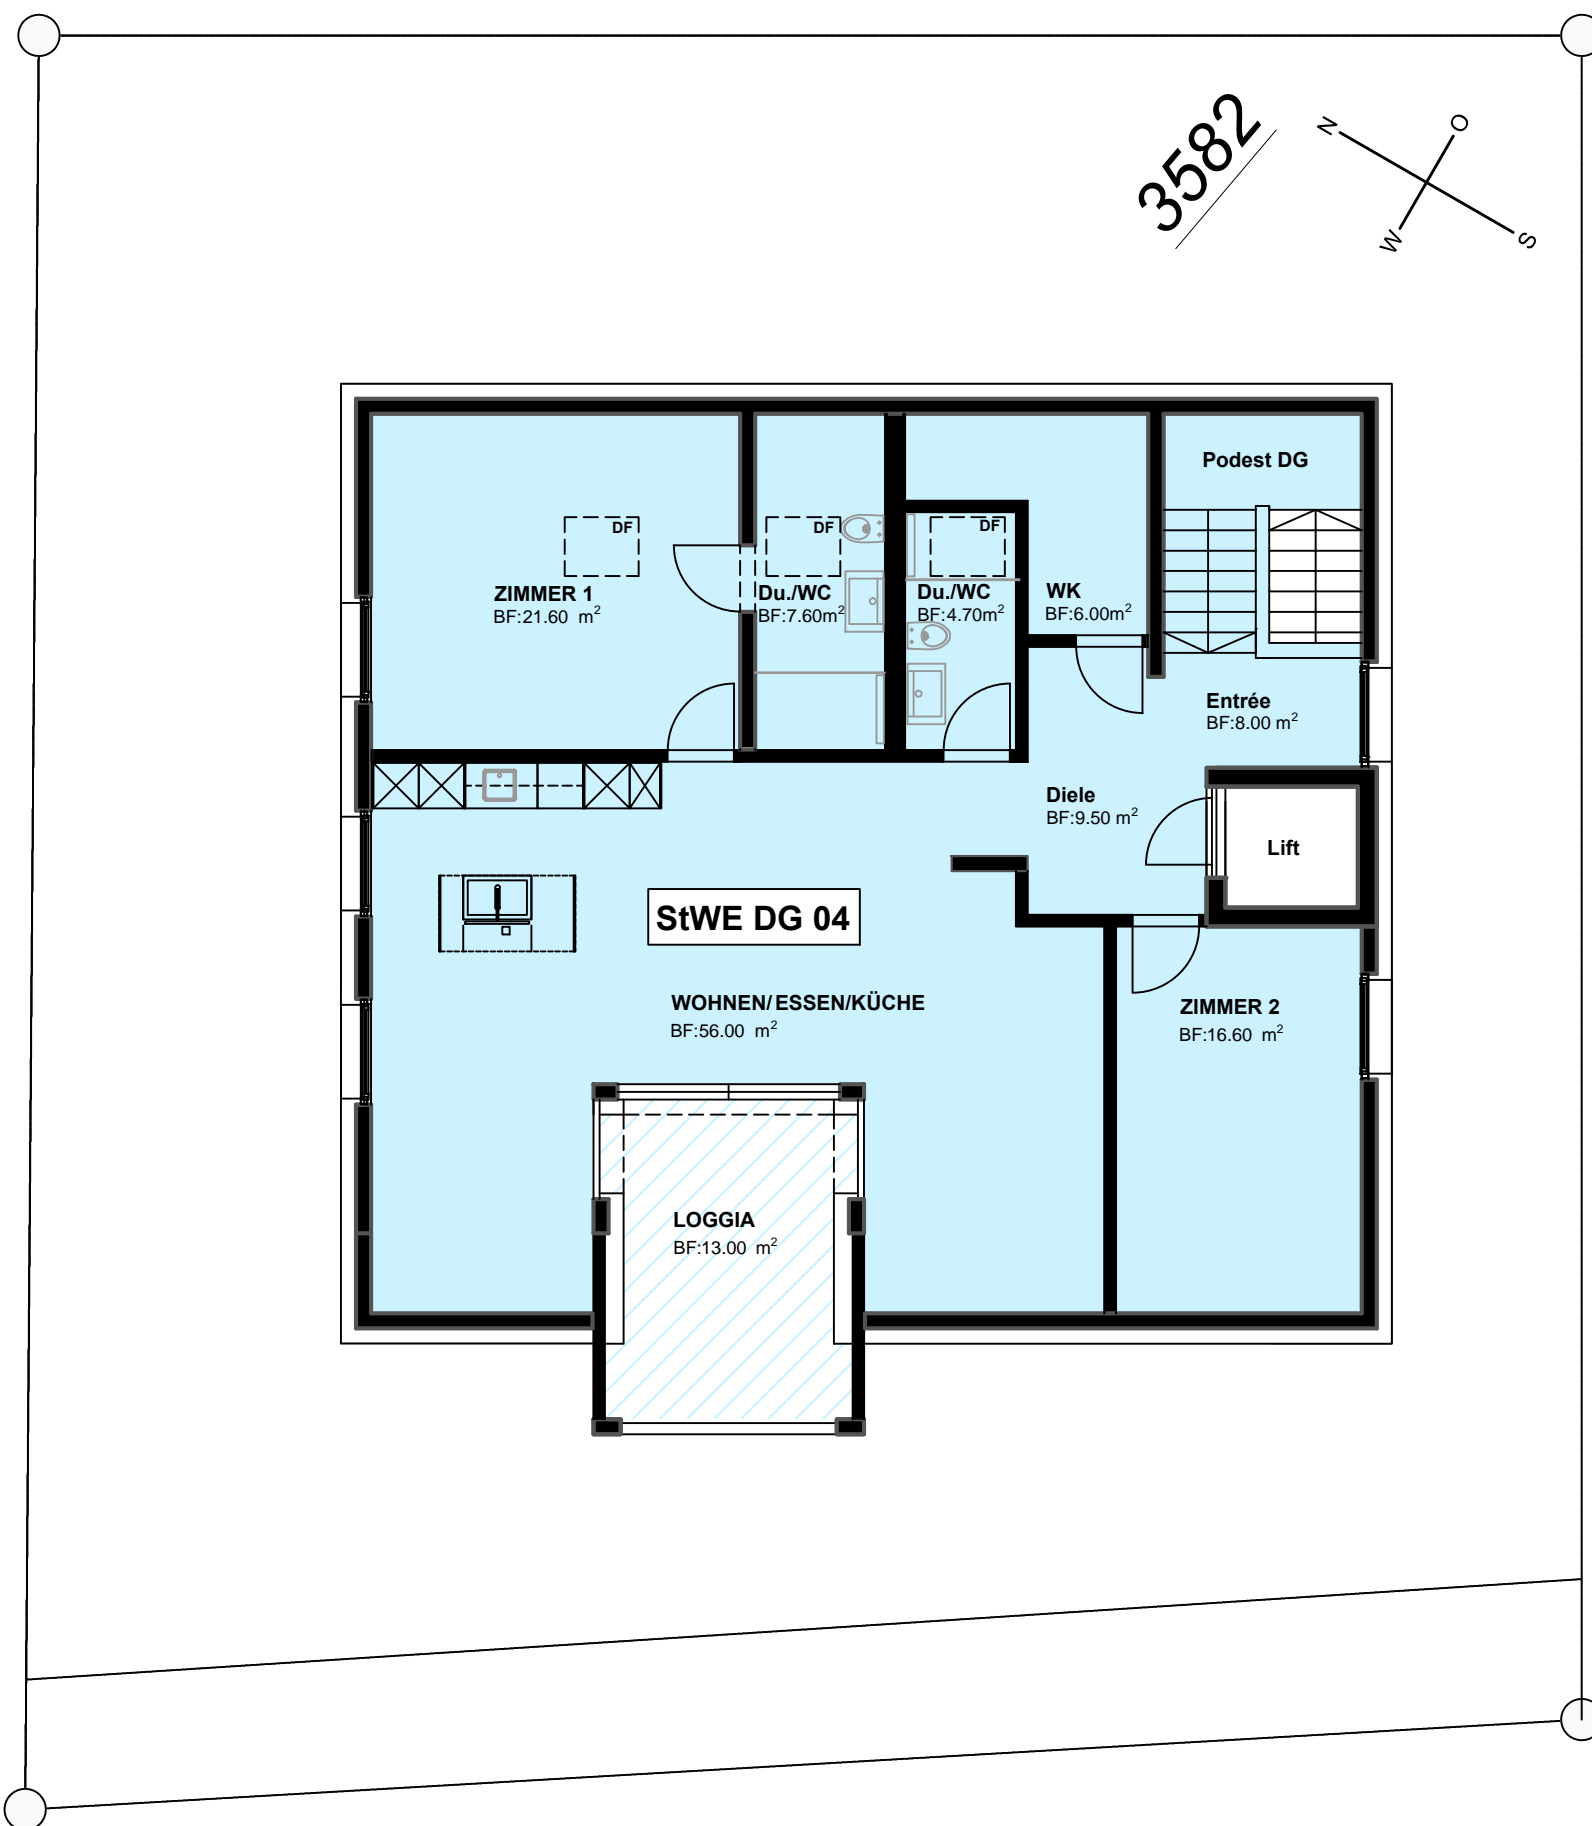 3582
N
O
W
S
Podest DG
DF
DF
DF
ZIMMER 1
BF:21.60 m²
Du./WC
BF:7.60m²
Du./WC
BF:4.70m²
WK
BF:6.00m²
Entrée
BF:8.00 m²
Diele
BF:9.50 m²
Lift
StWE DG 04
WOHNEN/ESSEN/KÜCHE
BF:56.00 m²
ZIMMER 2
BF:16.60 m²
LOGGIA
BF:13.00 m²